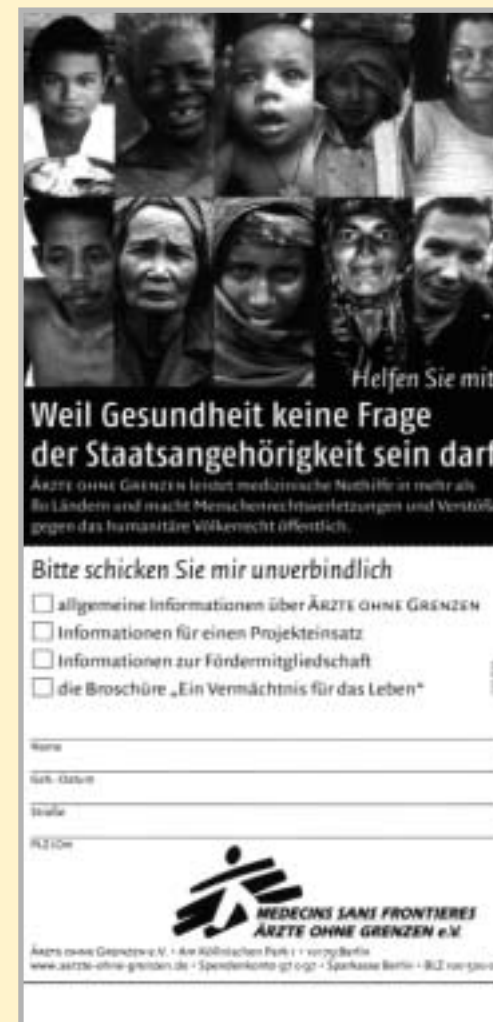 Helfen Sie mit
Weil Gesundheit keine Frage
der Staatsangehörigkeit sein darf
ÄRZTE OHNE GRENZEN leistet medizinische Nothilfe in mehr als
80 Ländern und macht Menschenrechtsverletzungen und Verstöße
gegen das humanitäre Völkerrecht öffentlich.
Bitte schicken Sie mir unverbindlich
allgemeine Informationen über ÄRZTE OHNE GRENZEN
Informationen für einen Projekteinsatz
Informationen zur Fördermitgliedschaft
die Broschüre „Ein Vermächtnis für das Leben“
Name
Geb.-Datum
Straße
PLZ/Ort
MEDECINS SANS FRONTIERES
ÄRZTE OHNE GRENZEN e.V.
ÄRZTE OHNE GRENZEN e.V. • Am Köllnischen Park 1 • 10179 Berlin
www.aerzte-ohne-grenzen.de • Spendenkonto 97 0 97 • Sparkasse Berlin • BLZ